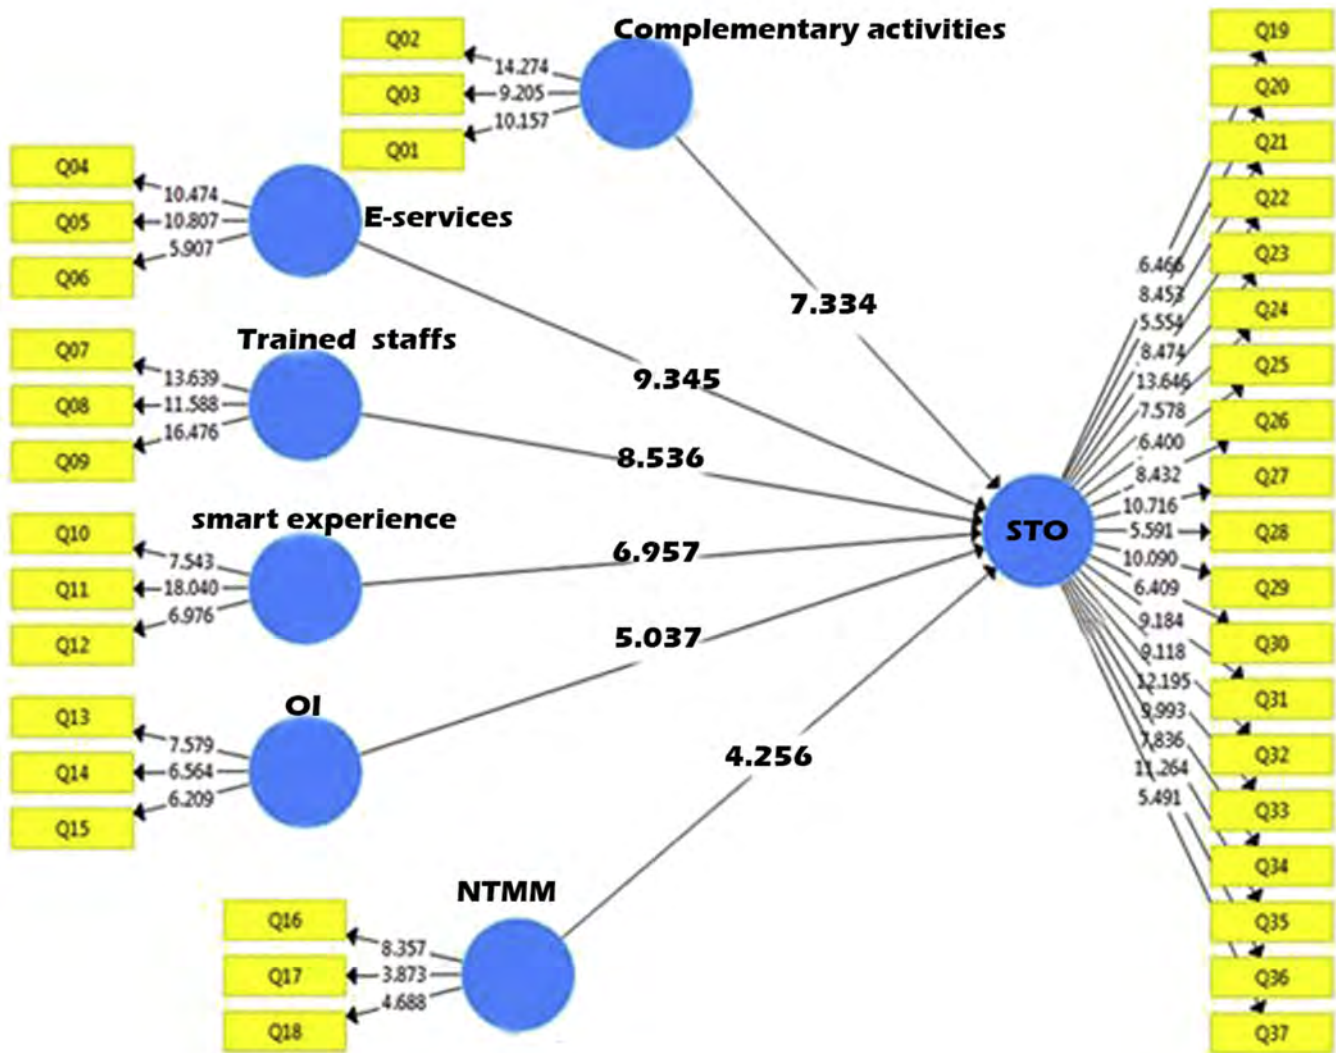 Complementary activities
Q02
14.274
Q03
9.205
Q01
10.157
7.334
E-services
Q04
10.474
Q05
10.807
Q06
5.907
9.345
Trained staffs
Q07
13.639
Q08
11.588
Q09
16.476
8.536
smart experience
Q10
7.543
Q11
18.040
Q12
6.976
6.957
OI
Q13
7.579
Q14
6.564
Q15
6.209
5.037
NTMM
Q16
8.357
Q17
3.873
Q18
4.688
4.256
STO
6.466
8.453
5.554
8.474
13.646
7.578
6.400
8.432
10.716
5.591
10.090
6.409
9.184
9.118
12.195
9.993
7.836
11.264
5.491
Q19
Q20
Q21
Q22
Q23
Q24
Q25
Q26
Q27
Q28
Q29
Q30
Q31
Q32
Q33
Q34
Q35
Q36
Q37